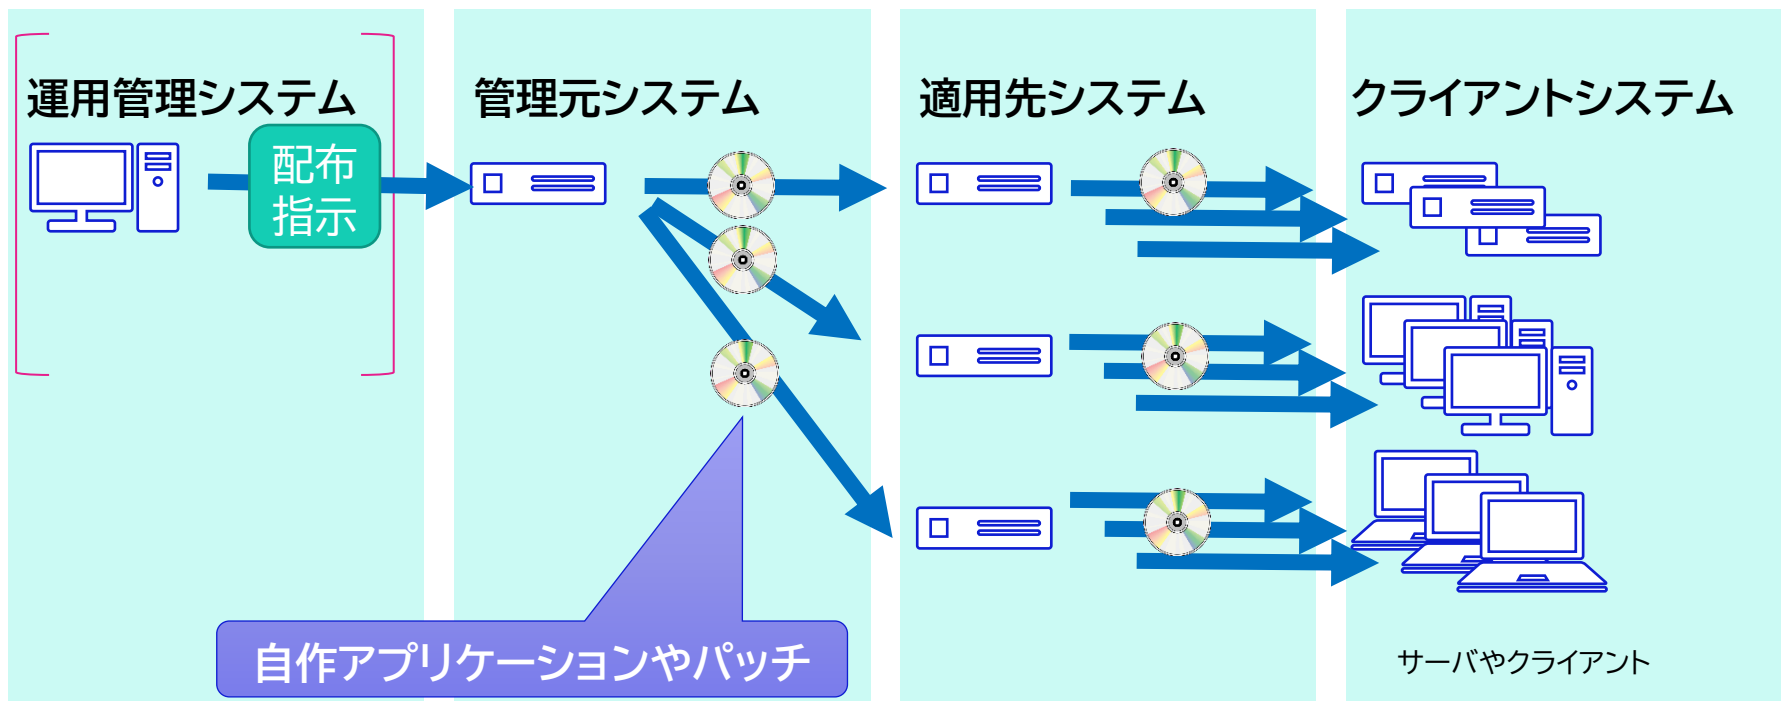 運用管理システム
管理元システム
適用先システム
クライアントシステム
配布
指示
自作アプリケーションやパッチ
サーバやクライアント